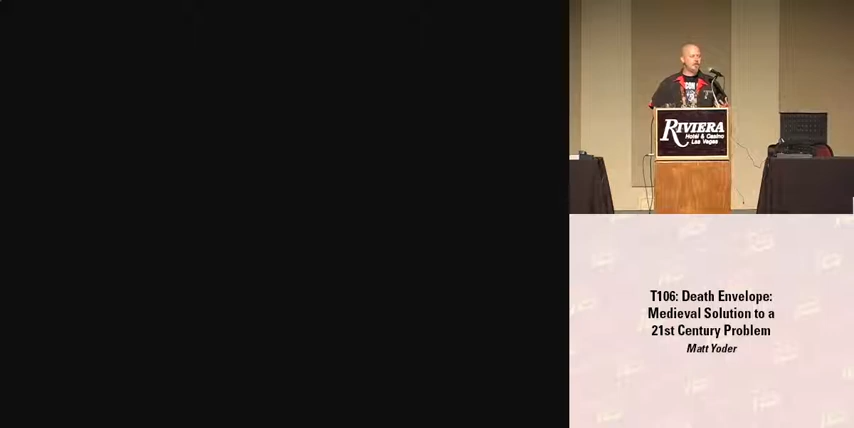 RIVIERA
Hotel & Casino
Las Vegas
T106: Death Envelope:
Medieval Solution to a
21st Century Problem
Matt Yoder